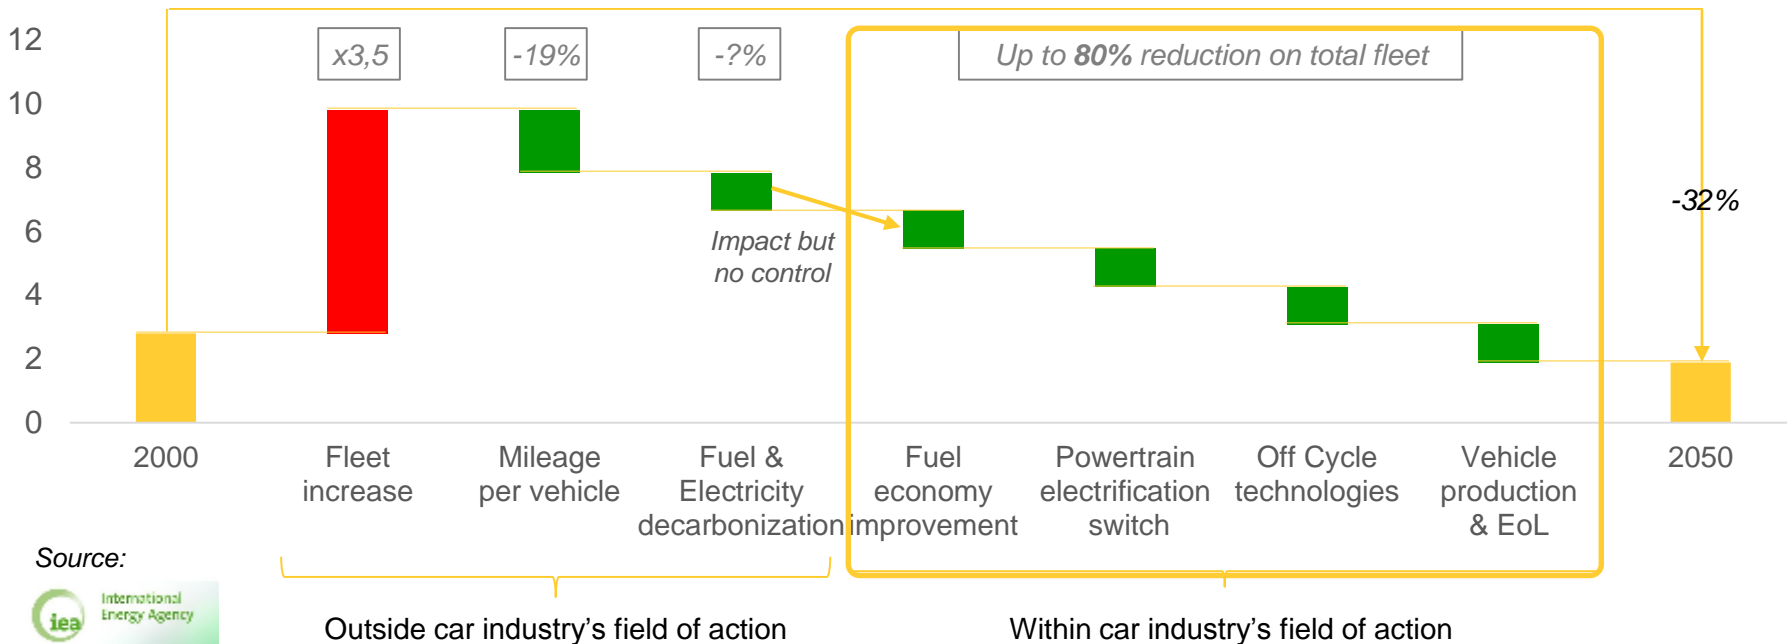 12
10
8
6
4
2
0
x3,5
-19%
-?%
Up to 80% reduction on total fleet
-32%
Impact but
no control
2000
Fleet
increase
Mileage
per vehicle
Fuel &
Electricity
decarbonization
Fuel
economy
improvement
Powertrain
electrification
switch
Off Cycle
technologies
Vehicle
production
& EoL
2050
Source:
iea
International
Energy Agency
Outside car industry's field of action
Within car industry's field of action